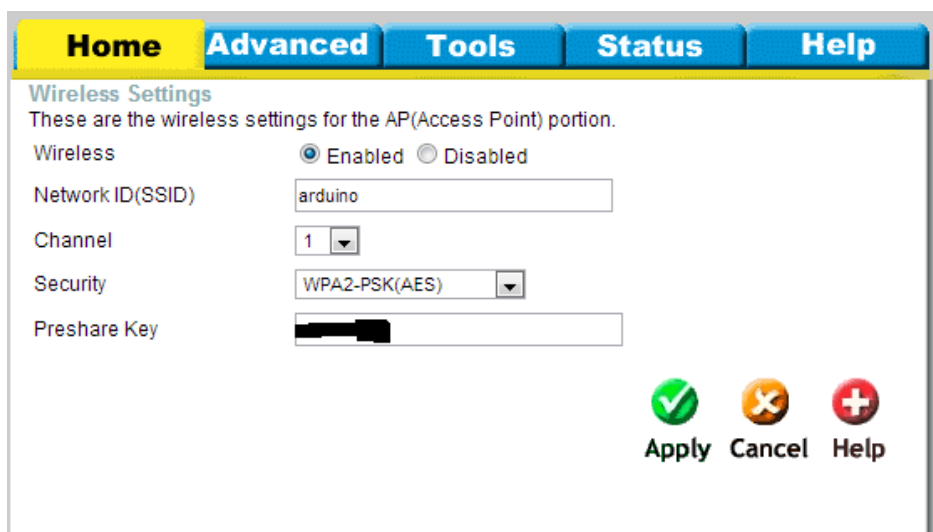 Home Advanced Tools Status Help
Wireless Settings
These are the wireless settings for the AP(Access Point) portion.
Wireless Enabled Disabled
Network ID(SSID) arduino
Channel 1
Security WPA2-PSK(AES)
Preshare Key
Apply Cancel Help